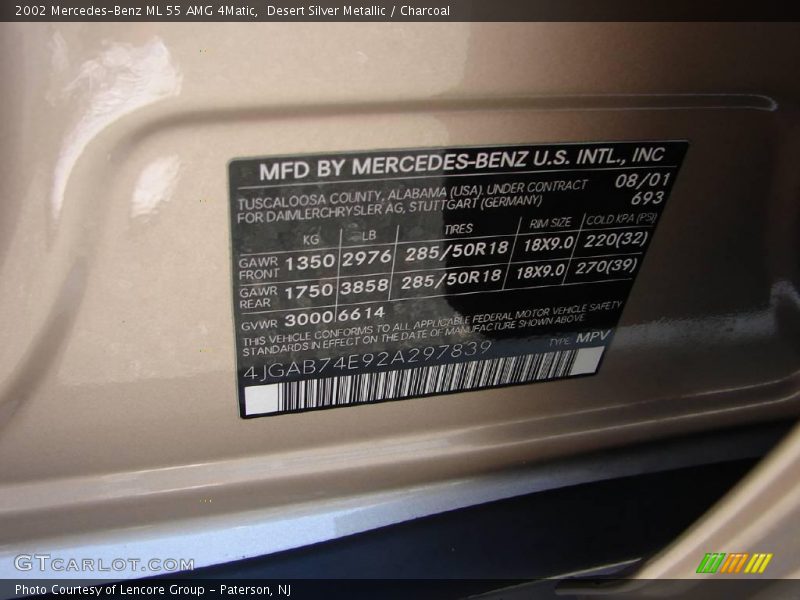 2002 Mercedes-Benz ML 55 AMG 4Matic,  Desert Silver Metallic / Charcoal
MFD BY MERCEDES-BENZ U.S. INTL., INC
TUSCALOOSA COUNTY, ALABAMA (USA). UNDER CONTRACT 08/01
FOR DAIMLERCHRYSLER AG, STUTTGART (GERMANY) 693
KG LB TIRES RIM SIZE COLD KPA (PSI)
GAWR FRONT 1350 2976 285/50R18 18X9.0 220(32)
GAWR REAR 1750 3858 285/50R18 18X9.0 270(39)
GVWR 3000 6614
THIS VEHICLE CONFORMS TO ALL APPLICABLE FEDERAL MOTOR VEHICLE SAFETY
STANDARDS IN EFFECT ON THE DATE OF MANUFACTURE SHOWN ABOVE.
TYPE MPV
4JGAB74E92A297839
GTCARLOT.COM
Photo Courtesy of Lencore Group - Paterson, NJ